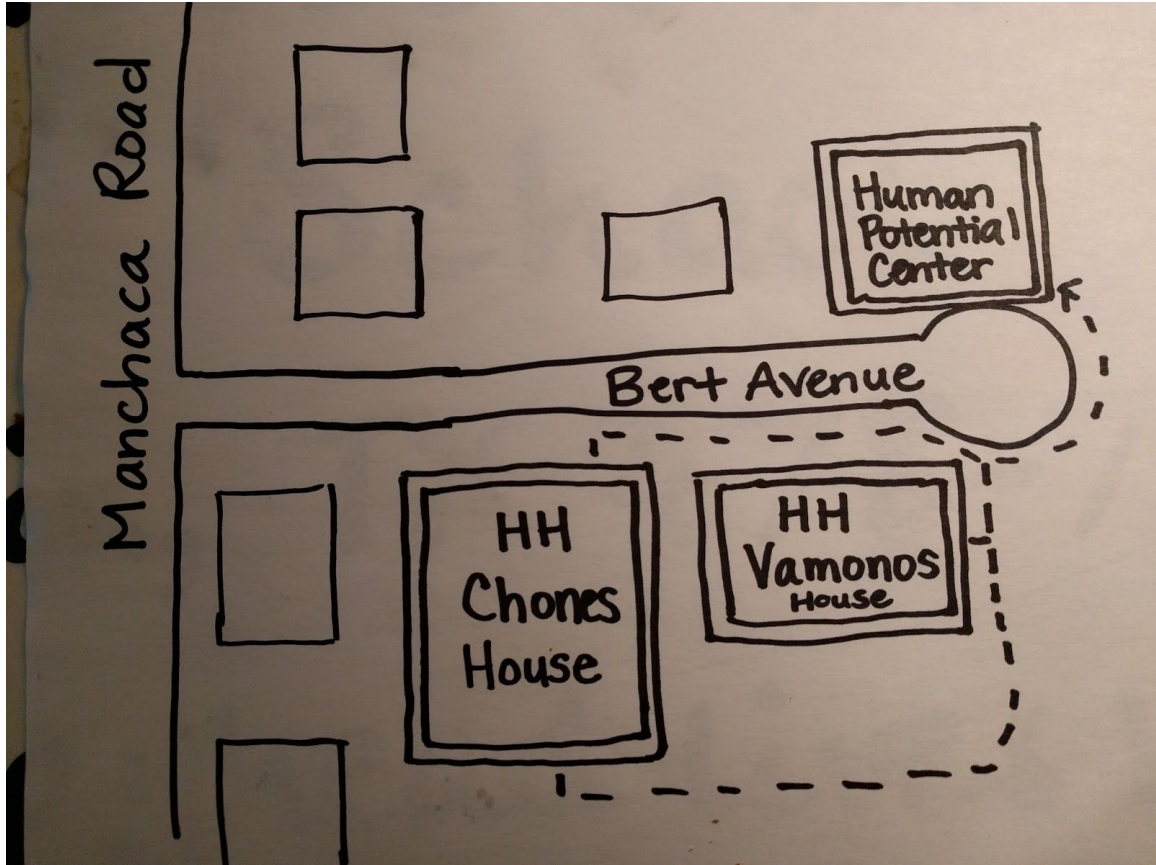 Manchaca Road
Human
Potential
Center
Bert Avenue
HH
Chones
House
HH
Vamonos
House